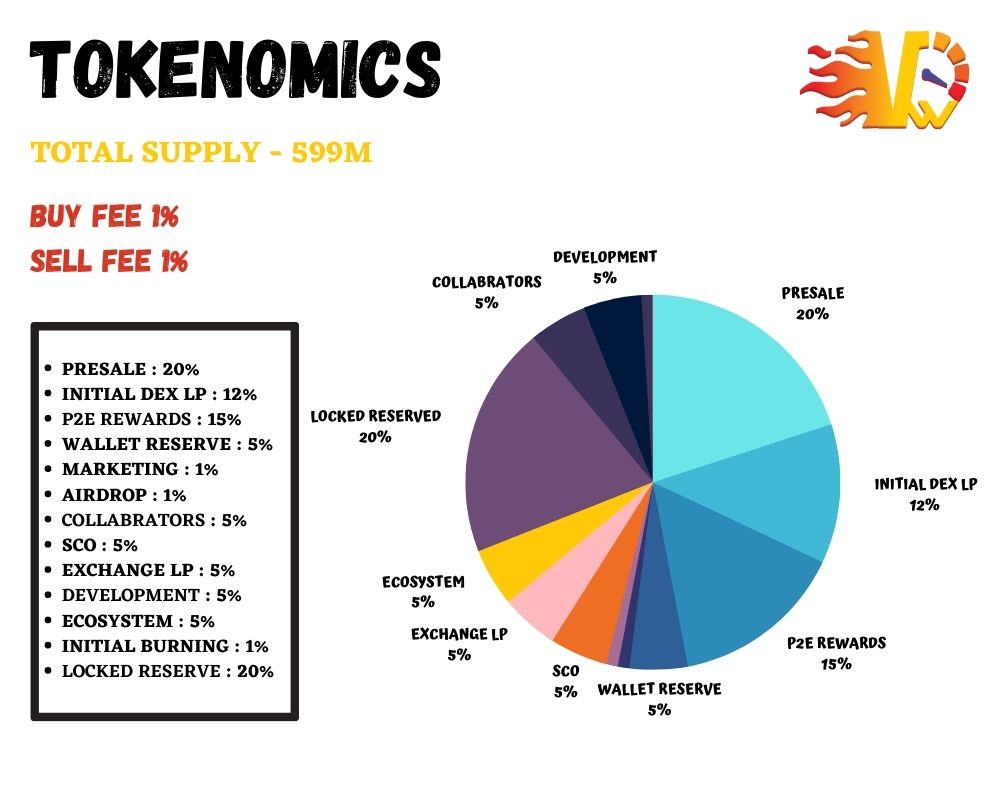 TOKENOMICS
TOTAL SUPPLY - 599M
BUY FEE 1%
SELL FEE 1%
PRESALE : 20%
INITIAL DEX LP : 12%
P2E REWARDS : 15%
WALLET RESERVE : 5%
MARKETING : 1%
AIRDROP : 1%
COLLABRATORS : 5%
SCO : 5%
EXCHANGE LP : 5%
DEVELOPMENT : 5%
ECOSYSTEM : 5%
INITIAL BURNING : 1%
LOCKED RESERVE : 20%
DEVELOPMENT
5%
COLLABRATORS
5%
PRESALE
20%
LOCKED RESERVED
20%
INITIAL DEX LP
12%
ECOSYSTEM
5%
EXCHANGE LP
5%
P2E REWARDS
15%
SCO
5%
WALLET RESERVE
5%
VW